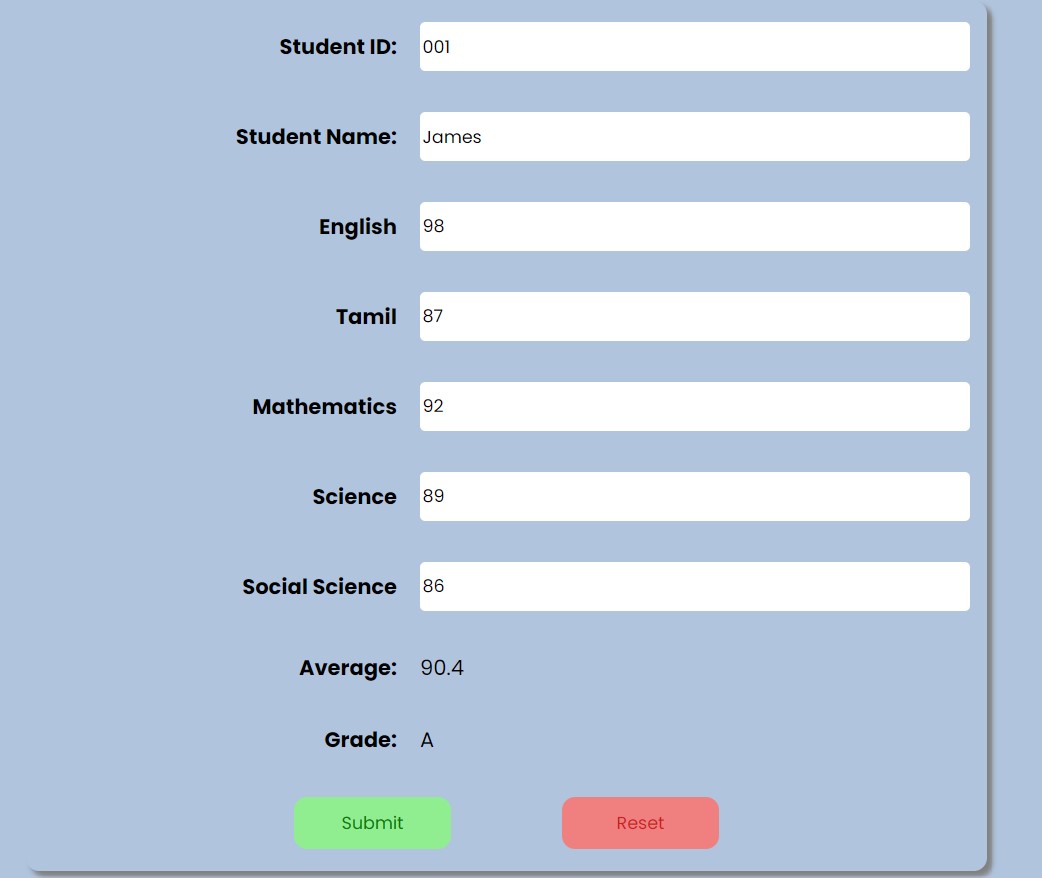 Student ID: 001
Student Name: James
English 98
Tamil 87
Mathematics 92
Science 89
Social Science 86
Average: 90.4
Grade: A
Submit Reset